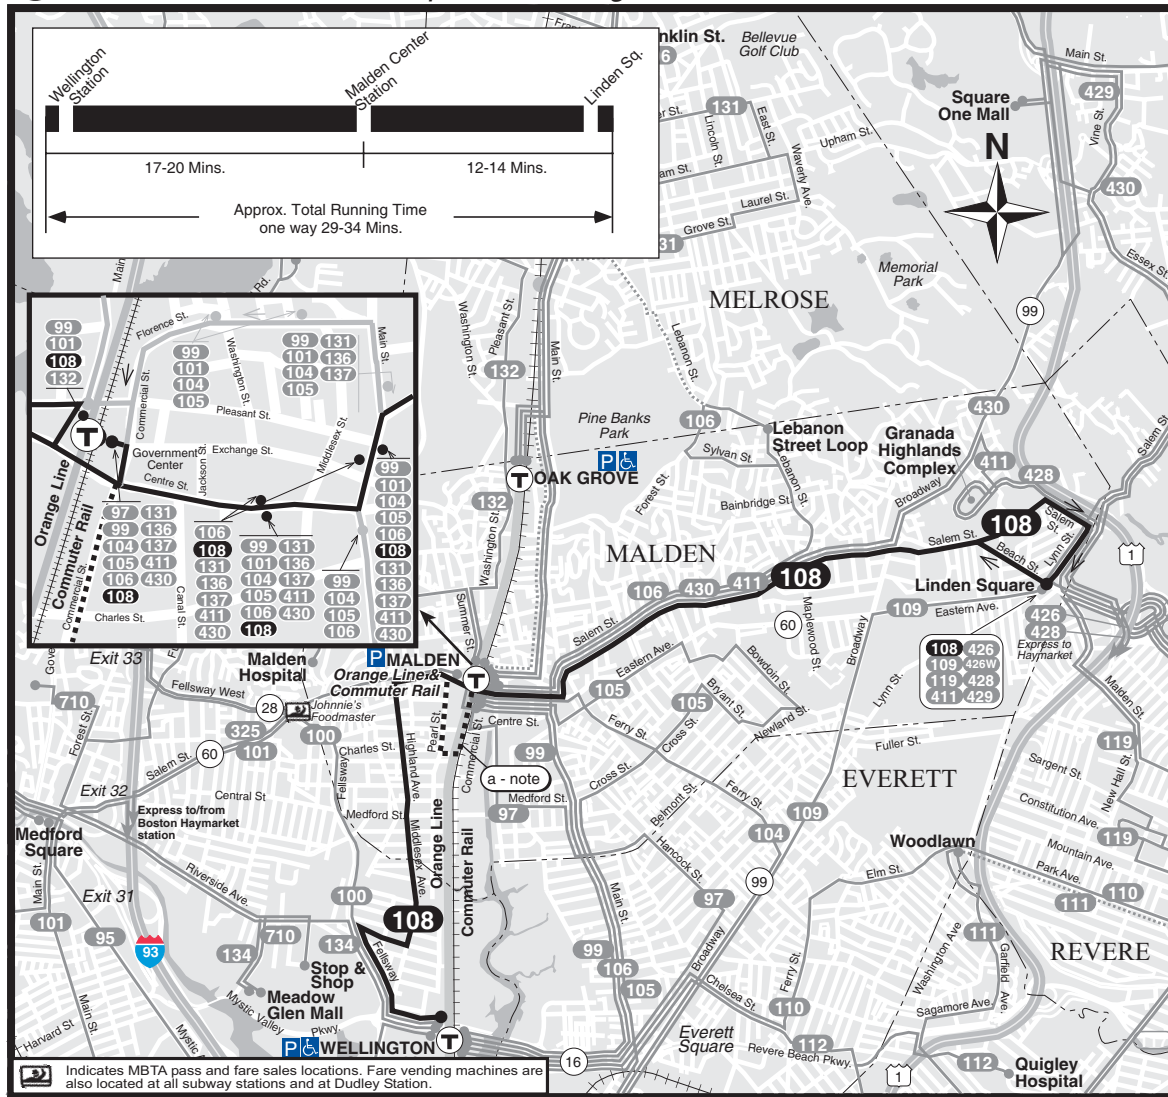 Wellington
Station
Malden Center
Station
Linden Sq.
17-20 Mins.
12-14 Mins.
Approx. Total Running Time
one way 29-34 Mins.
nklin St.
Bellevue
Golf Club
Main St.
429
Square
One Mall
Vine St.
N
430
Essex St.
131
Lincoln St.
East St.
Upham St.
Waverly Ave.
Laurel St.
Grove St.
MELROSE
Memorial
Park
99
Washington St.
Pleasant St.
Main St.
132
Lebanon St.
Pine Banks
Park
106
Lebanon
Street Loop
Sylvan St.
Lebanon St.
Forest St.
Bainbridge St.
430
Granada
Highlands
Complex
411
428
Broadway
Salem St.
P
T OAK GROVE
132
Washington St.
MALDEN
108
Salem St.
108
Salem St.
Lynn St.
Beach St.
Linden Square
1
106
430
411
Salem St.
60
Maplewood St.
109
Eastern Ave.
Broadway
Lynn St.
426
428
Express to
Haymarket
108 426
109 426W
119 428
411 429
Malden St.
99
101
108
132
Florence St.
Commercial St.
Washington St.
Main St.
99
101
104
105
99 131
101 136
104 137
105
Pleasant St.
T
Government
Center
Exchange St.
Jackson St.
Middlesex St.
Centre St.
Orange Line
Commuter Rail
Commercial St.
97 131
99 136
104 137
105 411
106 430
108
Charles St.
Canal St.
106
108
131
136
137
411
430
99 131
101 136
104 137
105 411
106 430
108
99
104
105
106
99
101
104
105
106
108
131
136
137
411
430
Summer St.
Exit 33
Malden
Hospital
P MALDEN
Orange Line&
Commuter Rail
T
710
Forest St.
Fellsway West
28
Johnnie's
Foodmaster
325
101
100
60
Salem St.
Charles St.
Fellsway
Highland Ave.
Pearl St.
Commercial St.
Centre St.
a - note
99
Medford St.
97
Eastern Ave.
105
Bowdoin St.
Bryant St.
105
Newland St.
Ferry St.
Cross St.
Cross St.
Belmont St.
Fuller St.
EVERETT
Ferry St.
104
109
Hancock St.
97
99
Broadway
Woodlawn
Elm St.
119
Sargent St.
New Hall St.
Constitution Ave.
119
Mountain Ave.
Park Ave.
110
111
REVERE
Exit 32
Express to/from
Boston Haymarket
station
Central St
Medford St.
Middlesex Ave.
Orange Line
Commuter Rail
Medford
Square
Main St.
Exit 31
Riverside Ave.
101
95
93
100
108
134
710
134
Fellsway
Stop &
Shop
Meadow
Glen Mall
Mystic Valley
Pkwy.
Main St.
Harvard St
P WELLINGTON T
Main St.
99
106
105
Chelsea St.
Ferry St.
110
112
Everett
Square
Revere Beach Pkwy.
16
Washington Ave
111
Garfield Ave.
Sagamore Ave.
112
1
Quigley
Hospital
Indicates MBTA pass and fare sales locations. Fare vending machines are
also located at all subway stations and at Dudley Station.